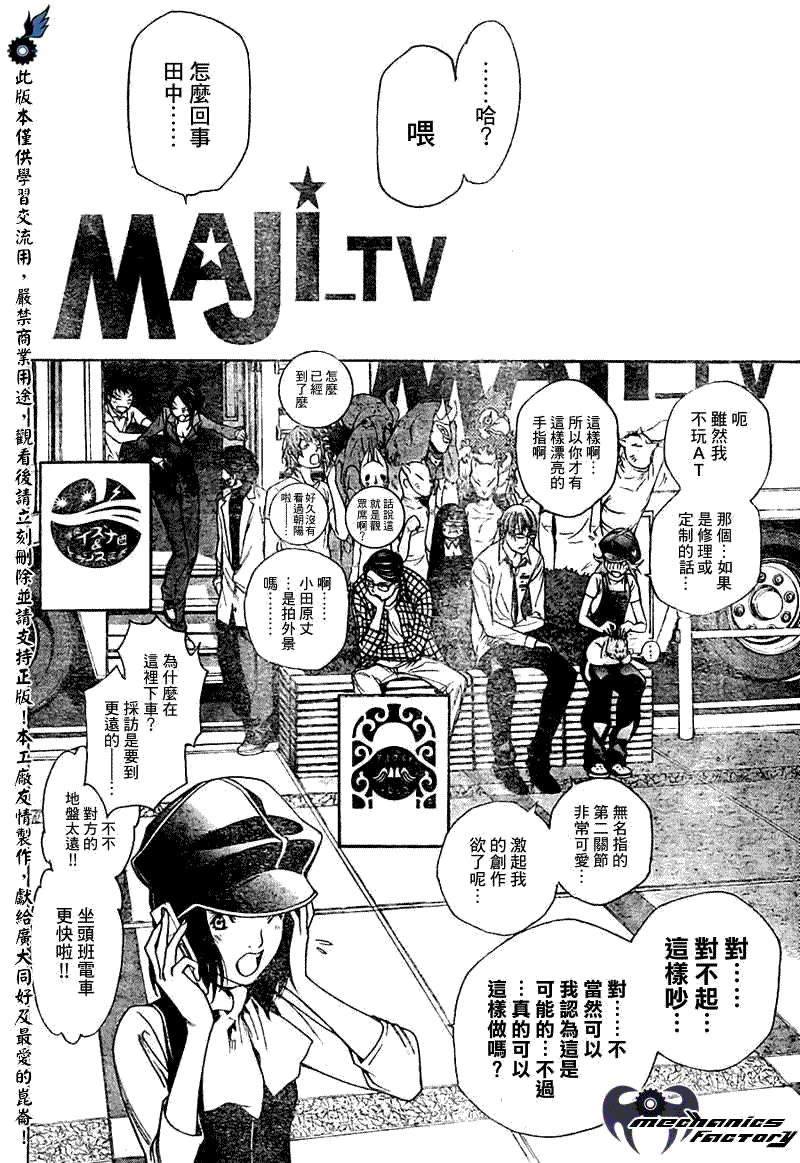 ……哈?
喂
怎麼回事
田中……
MAJi_TV
MAJI_TV
呃
雖然我
不玩AT
那個…如果
是修理或
定制的話…
這樣啊…
所以你才有
這樣漂亮的
手指啊
怎麼
已經
到了麼
話說這
就是觀
眾席啊?
好久沒有
看過朝陽
啦…
啊…
小田原丈
…是拍外景
嗎…
イズナ
&
為什麼在
這裡下車?
採訪是要到
更遠的——
不不
對方的
地盤太遠!!
坐頭班電車
更快啦!!
無名指的
第二關節
非常可愛…
激起我
的創作
欲了呢…
對……
對不起…
這樣吵…
對……不
當然可以
我認為這是
可能的…不過
…真的可以
這樣做嗎?
此版本僅供學習交流用,嚴禁商業用途,觀看後請立刻刪除並請支持正版!本工廠友情製作,獻給廣大同好及最愛的崑崙!
mechanics
Factory